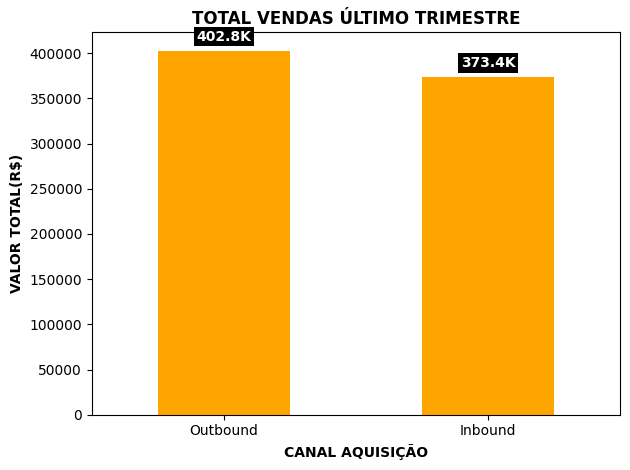 TOTAL VENDAS ÚLTIMO TRIMESTRE
402.8K
373.4K
400000
350000
300000
250000
200000
150000
100000
50000
0
VALOR TOTAL(R$)
Outbound
Inbound
CANAL AQUISIÇÃO